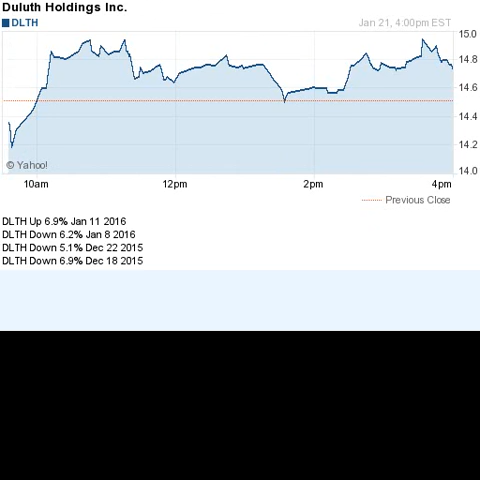 Duluth Holdings Inc.
DLTH
Jan 21, 4:00pm EST
15.0
14.8
14.6
14.4
14.2
14.0
© Yahoo!
10am 12pm 2pm 4pm
Previous Close
DLTH Up 6.9% Jan 11 2016
DLTH Down 6.2% Jan 8 2016
DLTH Down 5.1% Dec 22 2015
DLTH Down 6.9% Dec 18 2015